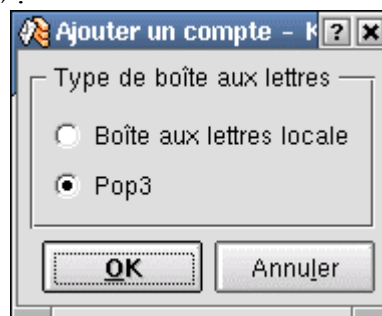 Ajouter un compte - K
Type de boîte aux lettres
Boîte aux lettres locale
Pop3
OK
Annuler